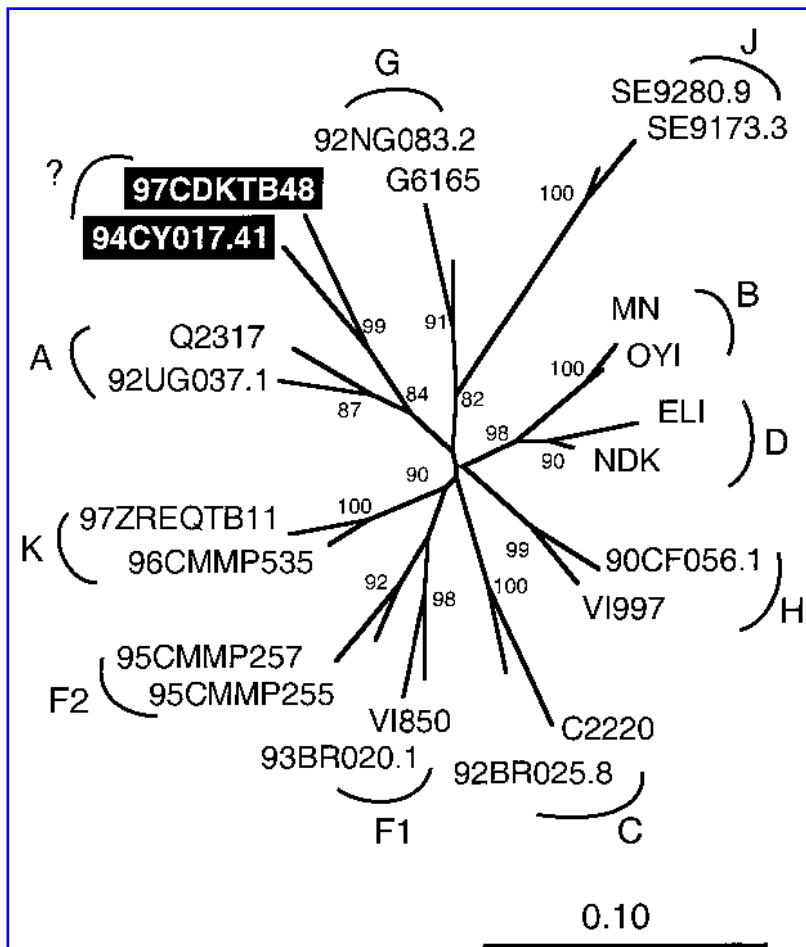 J
SE9280.9
SE9173.3
G
92NG083.2
G6165
?
97CDKTB48
94CY017.41
100
91
99
A
Q2317
92UG037.1
87
84
82
B
MN
OYI
100
ELI
98
90
NDK
D
90
100
K
97ZREQTB11
96CMMP535
99
90CF056.1
VI997
H
92
98
100
95CMMP257
95CMMP255
F2
VI850
93BR020.1
F1
C2220
92BR025.8
C
0.10